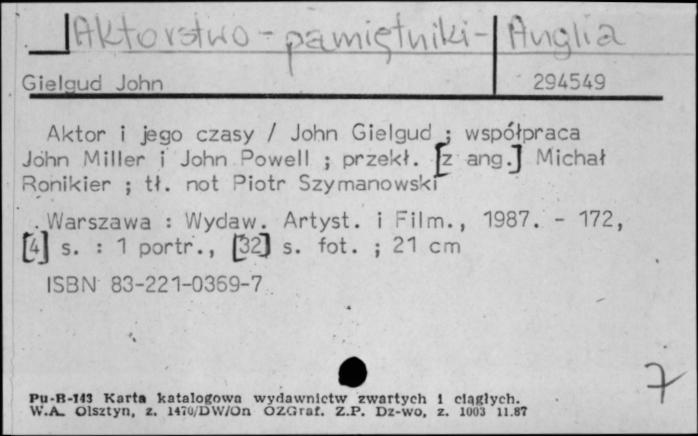 Aktorstwo - pamiętniki - Anglia
Gielgud John 294549
Aktor i jego czasy / John Gielgud ; współpraca
John Miller i John Powell ; przekł. [z ang.] Michał
Ronikier ; tł. not Piotr Szymanowski
Warszawa : Wydaw. Artyst. i Film., 1987. - 172,
[4] s. : 1 portr., [32] s. fot. ; 21 cm
ISBN 83-221-0369-7
7
Pu-B-143 Karta katalogowa wydawnictw zwartych i ciągłych.
W.A. Olsztyn, z. 1470/DW/On OZGraf. Z.P. Dz-wo, z. 1003 11.87